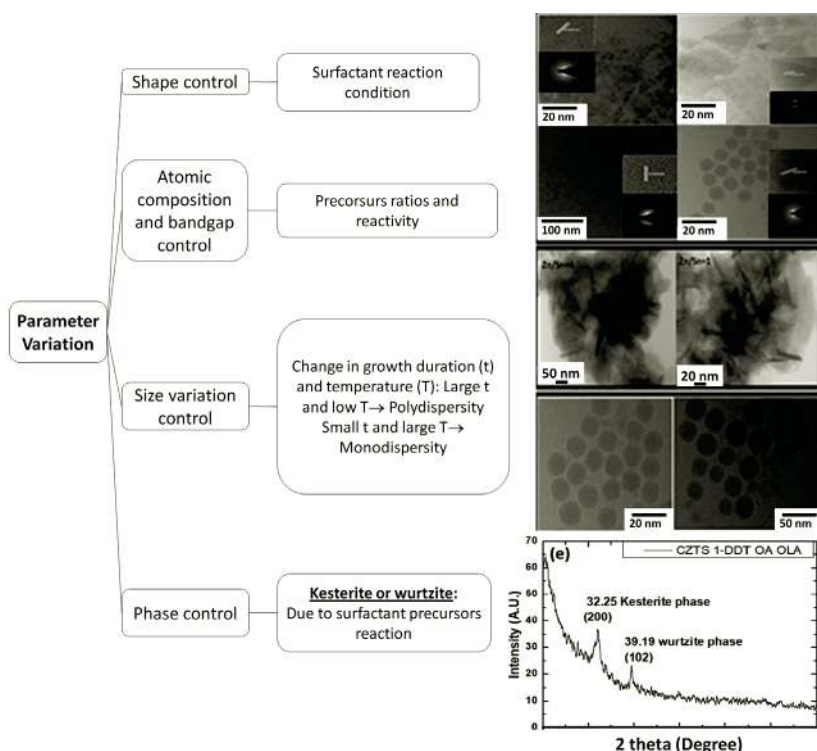 Parameter
Variation
Shape control
Surfactant reaction
condition
Atomic
composition
and bandgap
control
Precorsurs ratios and
reactivity
Size variation
control
Change in growth duration (t)
and temperature (T): Large t
and low T→ Polydispersity
Small t and large T→
Monodispersity
Phase control
Kesterite or wurtzite:
Due to surfactant precursors
reaction
20 nm
20 nm
100 nm
20 nm
Zn/Sn=1
50 nm
20 nm
20 nm
50 nm
(e)
CZTS 1-DDT OA OLA
32.25 Kesterite phase
(200)
39.19 wurtzite phase
(102)
Intensity (A.U.)
70
60
50
40
30
20
10
0
2 theta (Degree)